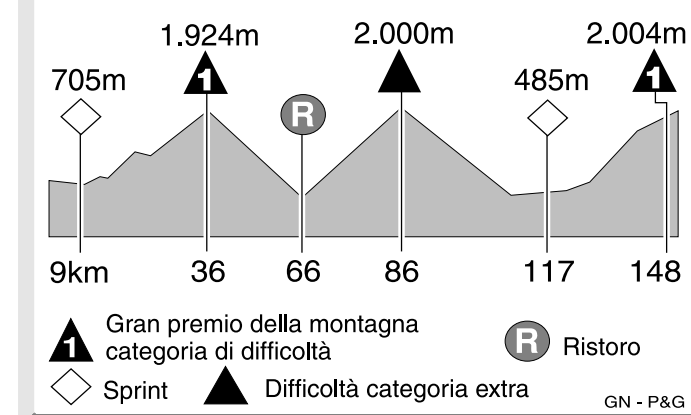 1.924m 2.000m 2.004m
705m 1 485m 1
R
9km 36 66 86 117 148
1 Gran premio della montagna
categoria di difficoltà
R Ristoro
Sprint Difficoltà categoria extra
GN - P&G